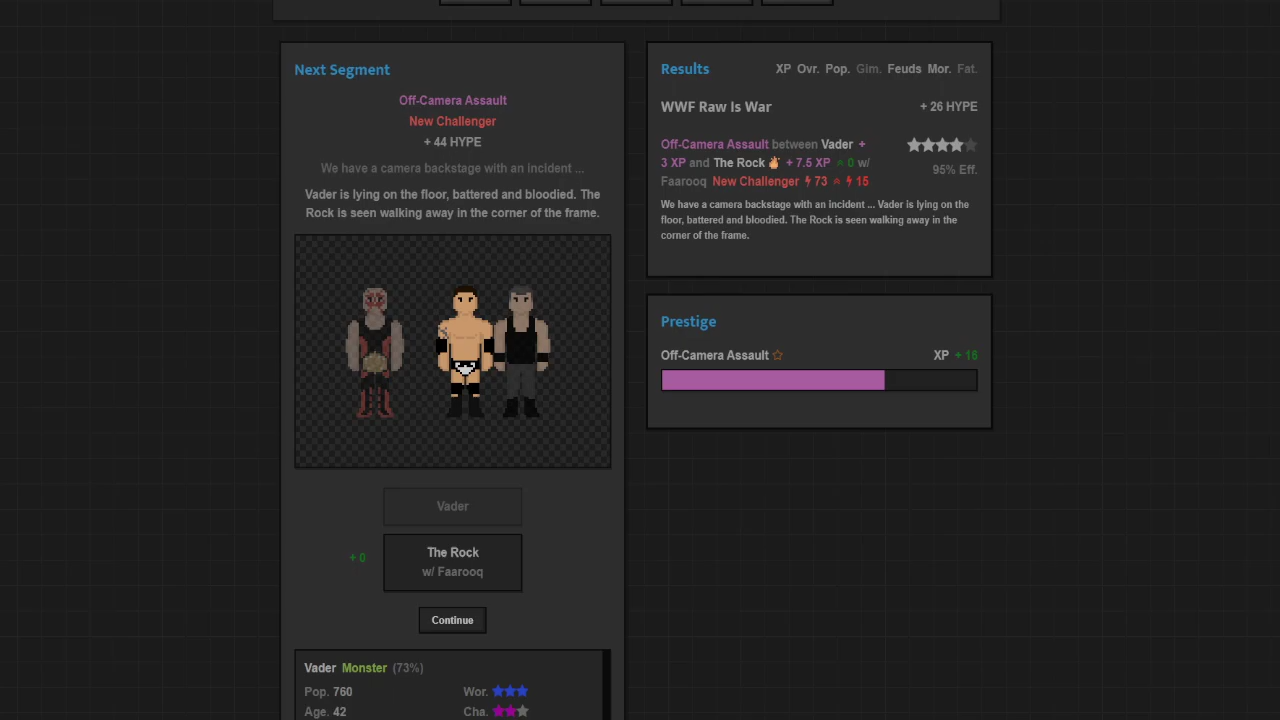 Next Segment
Off-Camera Assault
New Challenger
+ 44 HYPE
We have a camera backstage with an incident ...
Vader is lying on the floor, battered and bloodied. The
Rock is seen walking away in the corner of the frame.
Vader
+ 0
The Rock
w/ Faarooq
Continue
Vader Monster (73%)
Pop. 760
Wor.
Age. 42
Cha.
Results
XP Ovr. Pop. Gim. Feuds Mor. Fat.
WWF Raw Is War
+ 26 HYPE
Off-Camera Assault between Vader +
3 XP and The Rock + 7.5 XP 0 w/
Faarooq New Challenger 73 15
95% Eff.
We have a camera backstage with an incident ... Vader is lying on the
floor, battered and bloodied. The Rock is seen walking away in the
corner of the frame.
Prestige
Off-Camera Assault
XP + 16